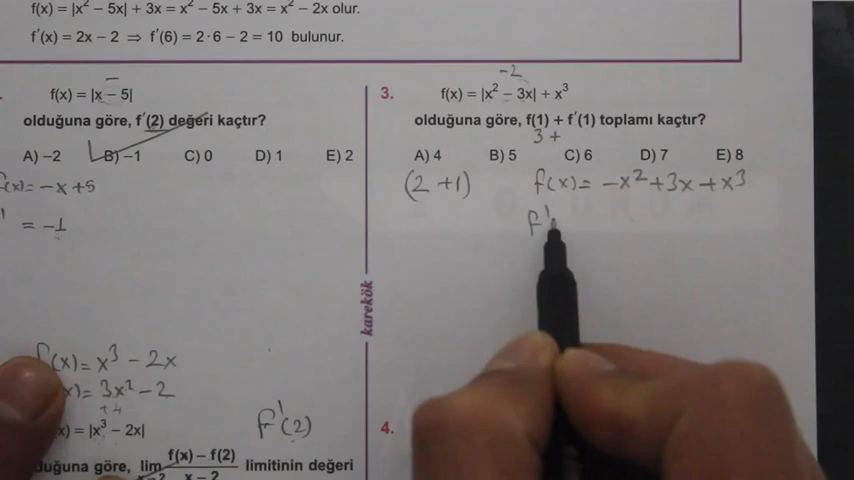 f(x) = |x² − 5x| + 3x = x² − 5x + 3x = x² − 2x olur.
f'(x) = 2x − 2 ⇒ f'(6) = 2·6 − 2 = 10 bulunur.
−
f(x) = |x − 5|
olduğuna göre, f'(2) değeri kaçtır?
A) −2 B) −1 C) 0 D) 1 E) 2
f(x) = −x + 5
' = −1
f(x) = x³ − 2x
x) = 3x² − 2
+4
x) = |x³ − 2x|
f'(2)
duğuna göre, lim f(x) − f(2) limitinin değeri
x − 2
karekök
−2
3. f(x) = |x² − 3x| + x³
olduğuna göre, f(1) + f'(1) toplamı kaçtır?
3 +
A) 4 B) 5 C) 6 D) 7 E) 8
(2 + 1) f(x) = −x² + 3x + x³
f'
4.